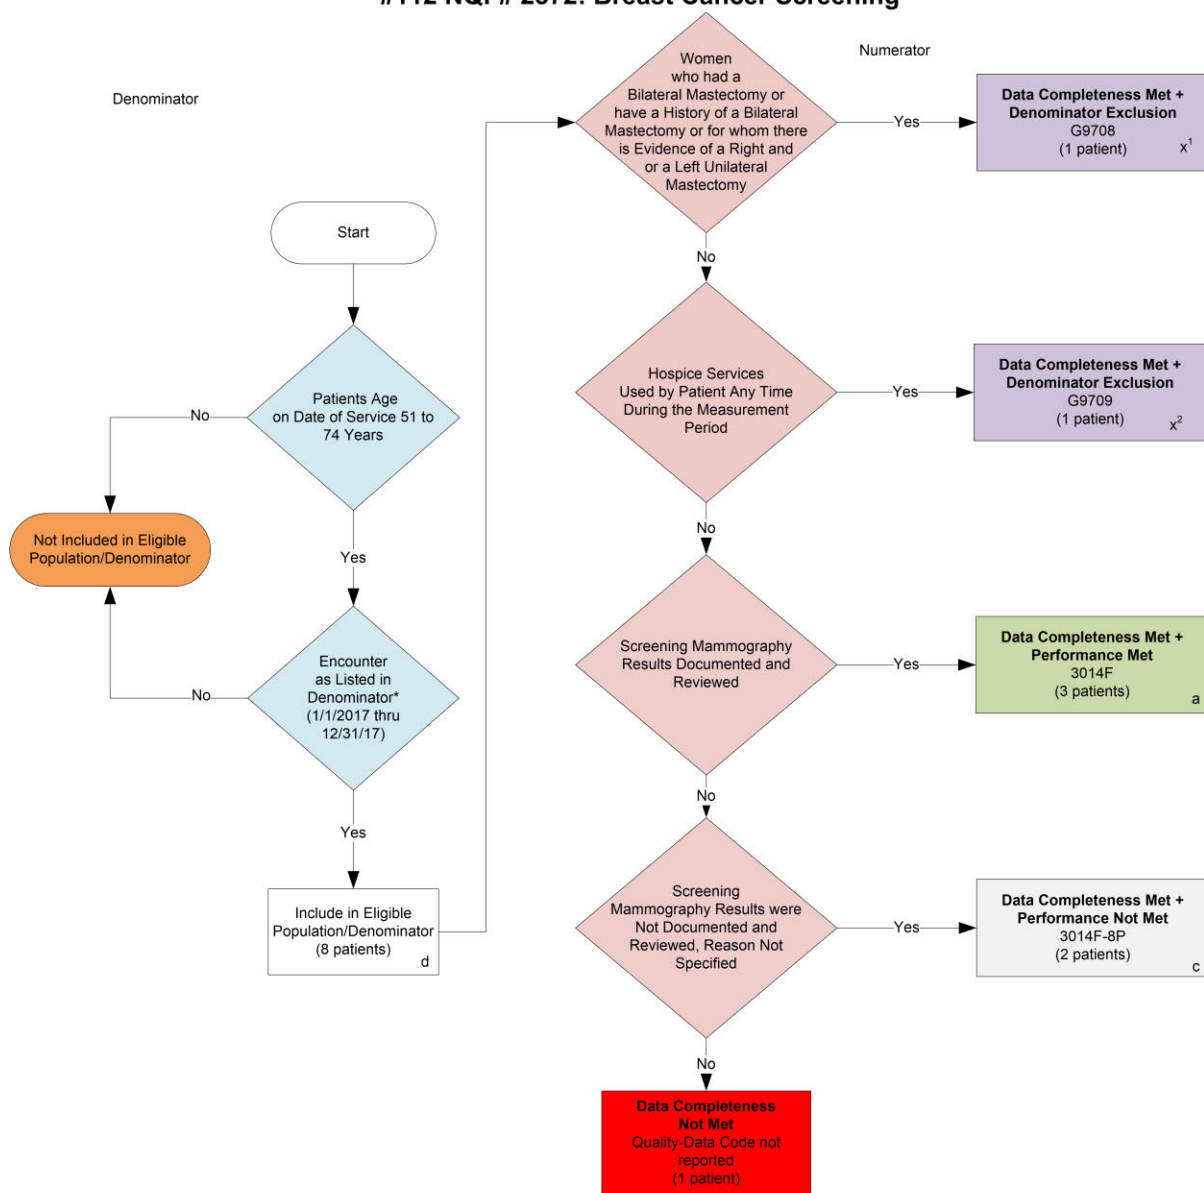 Breast Cancer Screening
Denominator
Numerator
Start
Patients Age
on Date of Service 51 to
74 Years
No
Yes
Not Included in Eligible
Population/Denominator
Encounter
as Listed in
Denominator*
(1/1/2017 thru
12/31/17)
No
Yes
Include in Eligible
Population/Denominator
(8 patients)
d
Women
who had a
Bilateral Mastectomy or
have a History of a Bilateral
Mastectomy or for whom there
is Evidence of a Right and
or a Left Unilateral
Mastectomy
Yes
Data Completeness Met +
Denominator Exclusion
G9708
(1 patient)
x¹
No
Hospice Services
Used by Patient Any Time
During the Measurement
Period
Yes
Data Completeness Met +
Denominator Exclusion
G9709
(1 patient)
x²
No
Screening Mammography
Results Documented and
Reviewed
Yes
Data Completeness Met +
Performance Met
3014F
(3 patients)
a
No
Screening
Mammography Results were
Not Documented and
Reviewed, Reason Not
Specified
Yes
Data Completeness Met +
Performance Not Met
3014F-8P
(2 patients)
c
No
Data Completeness
Not Met
Quality-Data Code not
reported
(1 patient)